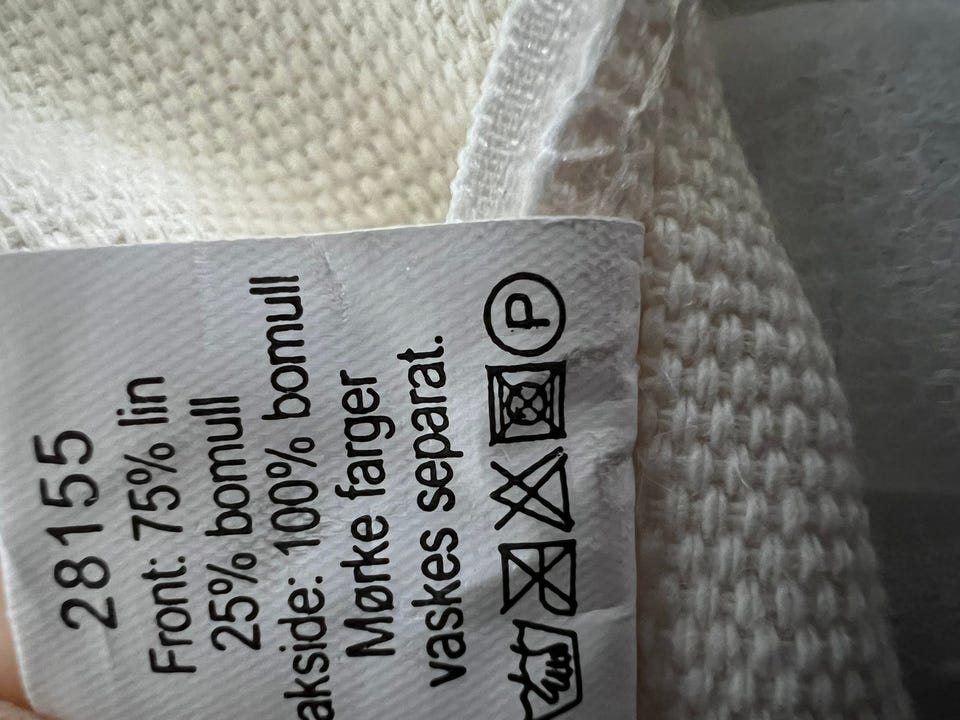 28155
Front: 75% lin
25% bomull
akside: 100% bomull
Mørke farger
vaskes separat.
P